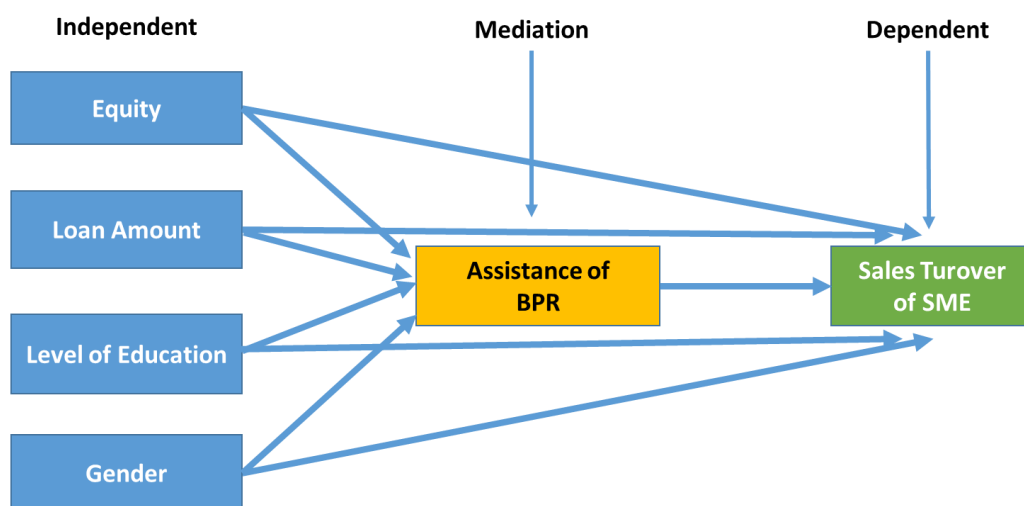 Independent
Mediation
Dependent
Equity
Loan Amount
Level of Education
Gender
Assistance of
BPR
Sales Turover
of SME